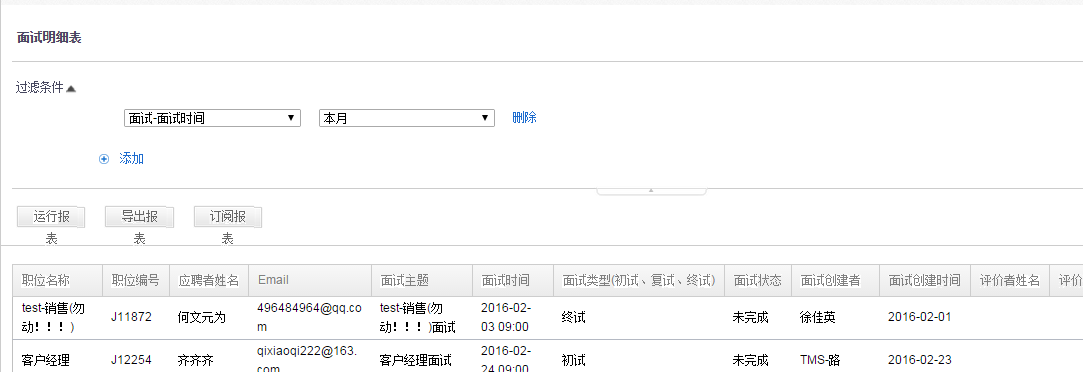 面试明细表
过滤条件
面试-面试时间 本月 删除
添加
运行报表 导出报表 订阅报表
职位名称 职位编号 应聘者姓名 Email 面试主题 面试时间 面试类型(初试、复试、终试) 面试状态 面试创建者 面试创建时间 评价者姓名 评价
test-销售(勿 496484964@qq.co test-销售(勿 2016-02-
动！！！) J11872 何文元为 m 动！！！)面试 03 09:00 终试 未完成 徐佳英 2016-02-01
客户经理 J12254 齐齐齐 qixiaoqi222@163. 客户经理面试 2016-02- 初试 未完成 TMS-路 2016-02-23
com 24 09:00